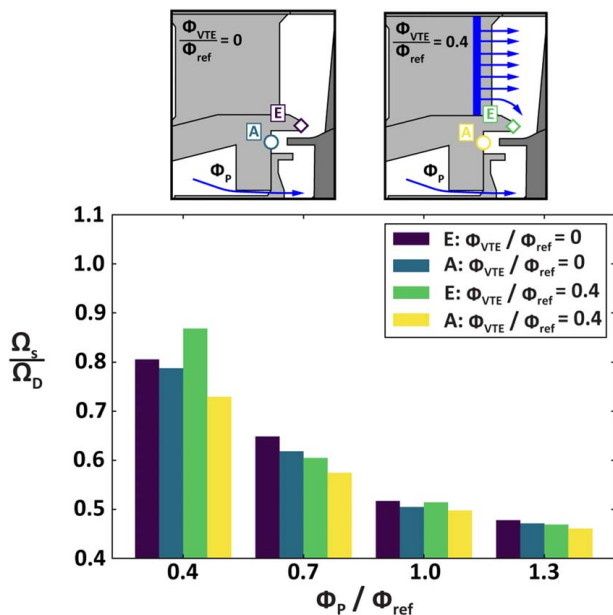 Φ_VTE / Φ_ref = 0
E
A
Φ_P
Φ_VTE / Φ_ref = 0.4
E
A
Φ_P
1.1
1.0
0.9
0.8
0.7
0.6
0.5
0.4
Ω_s / Ω_D
E: Φ_VTE / Φ_ref = 0
A: Φ_VTE / Φ_ref = 0
E: Φ_VTE / Φ_ref = 0.4
A: Φ_VTE / Φ_ref = 0.4
0.4 0.7 1.0 1.3
Φ_P / Φ_ref